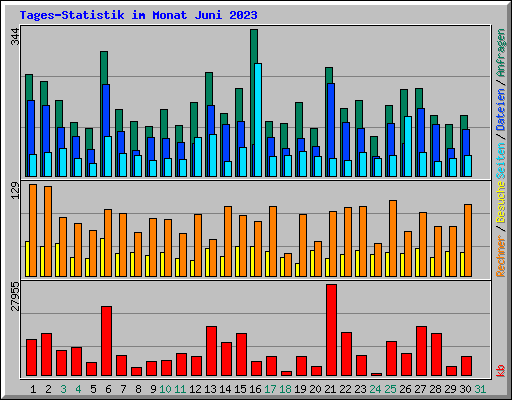 Tages-Statistik im Monat Juni 2023
344
129
27955
Rechner / Besuche Seiten / Dateien / Anfragen
kb
1 2 3 4 5 6 7 8 9 10 11 12 13 14 15 16 17 18 19 20 21 22 23 24 25 26 27 28 29 30 31